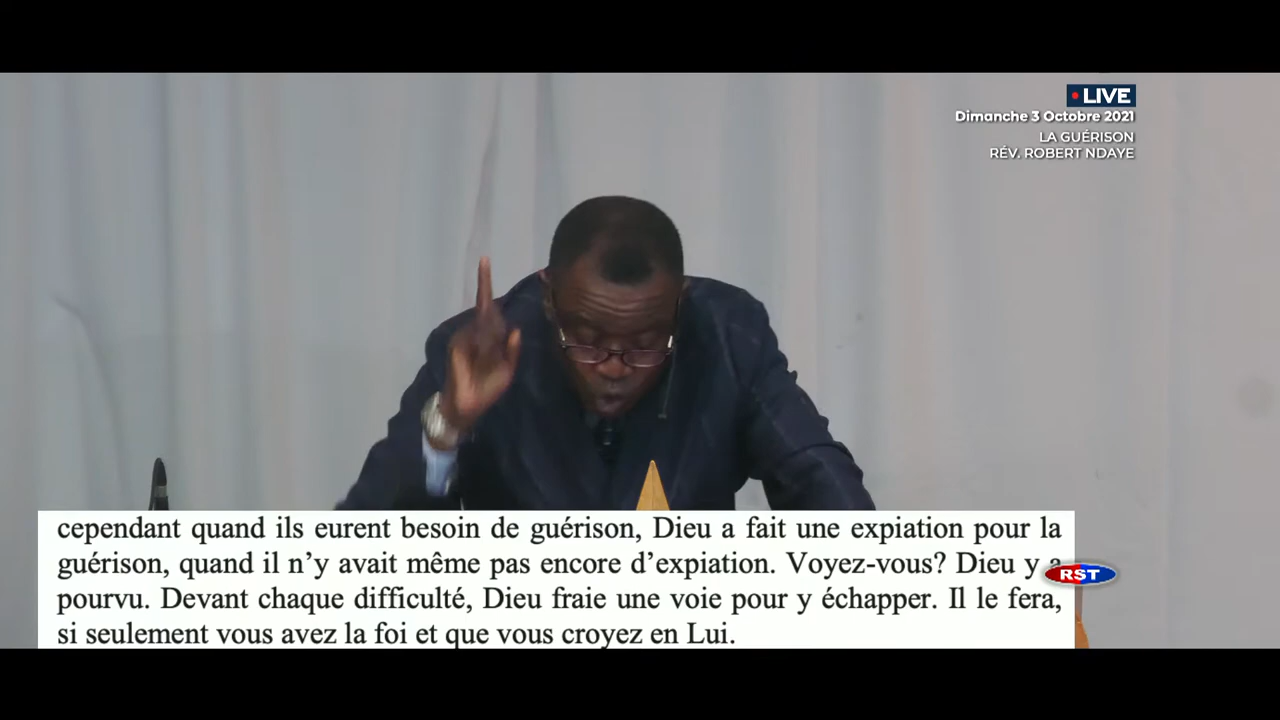 LIVE
Dimanche 3 Octobre 2021
LA GUÉRISON
RÉV. ROBERT NDAYE
cependant quand ils eurent besoin de guérison, Dieu a fait une expiation pour la
guérison, quand il n’y avait même pas encore d’expiation. Voyez-vous? Dieu y a
pourvu. Devant chaque difficulté, Dieu fraie une voie pour y échapper. Il le fera,
si seulement vous avez la foi et que vous croyez en Lui.
RST